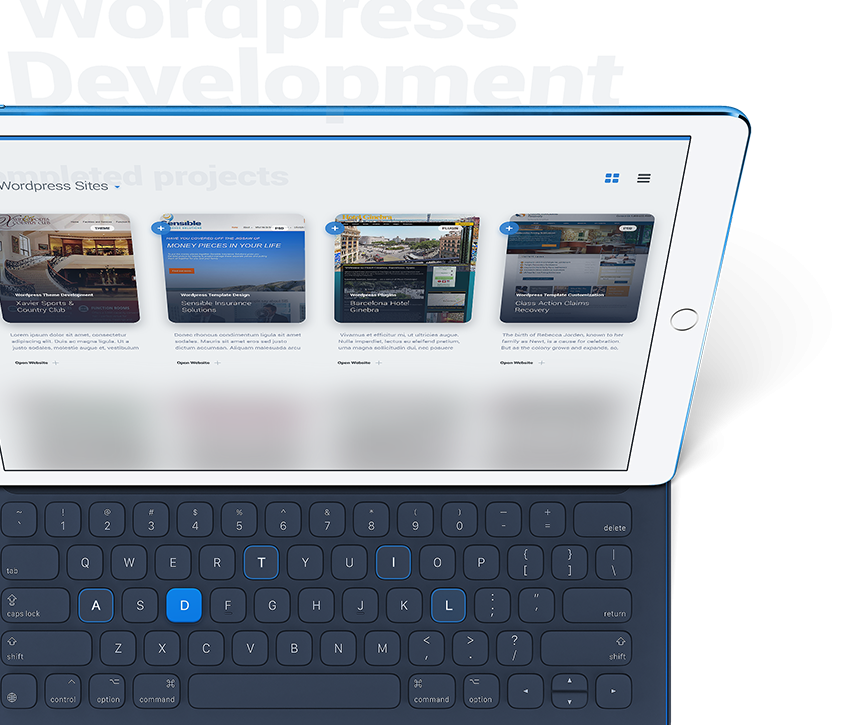 Wordpress
Development
ompleted projects
Wordpress Sites
THEME
Wordpress Theme Development
Xavier Sports &
Country Club
Lorem ipsum dolor sit amet, consectetur
adipiscing elit. Duis ac magna ligula. Ut a
justo sodales, molestie augue at, vestibulum
Open Website
Sensible
PSD
HAVE YOU COVERED OFF THE JIGSAW OF
MONEY PIECES IN YOUR LIFE
Wordpress Template Design
Sensible Insurance
Solutions
Donec rhoncus condimentum ligula sit amet
sodales. Mauris sit amet eros sed justo
dictum accumsan. Aliquam malesuada arcu
Open Website
PLUGIN
Wordpress Plugins
Barcelona Hotel
Ginebra
Vivamus et efficitur mi, ut ultricies augue.
Nulla imperdiet, lectus eu eleifend pretium,
urna magna sollicitudin dui, nec posuere
Open Website
PSD
Wordpress Template Customization
Class Action Claims
Recovery
The birth of Rebecca Jorden, known to her
family as Newt, is a cause for celebration.
But as the colony grows and expands, so,
Open Website
~ ! @ # $ % ^ & * ( ) — +
` 1 2 3 4 5 6 7 8 9 0 - = delete
tab Q W E R T Y U I O P { [ } ] | \
caps lock A S D F G H J K L : ; " ' return
shift Z X C V B N M < , > . ? / shift
control option command command option